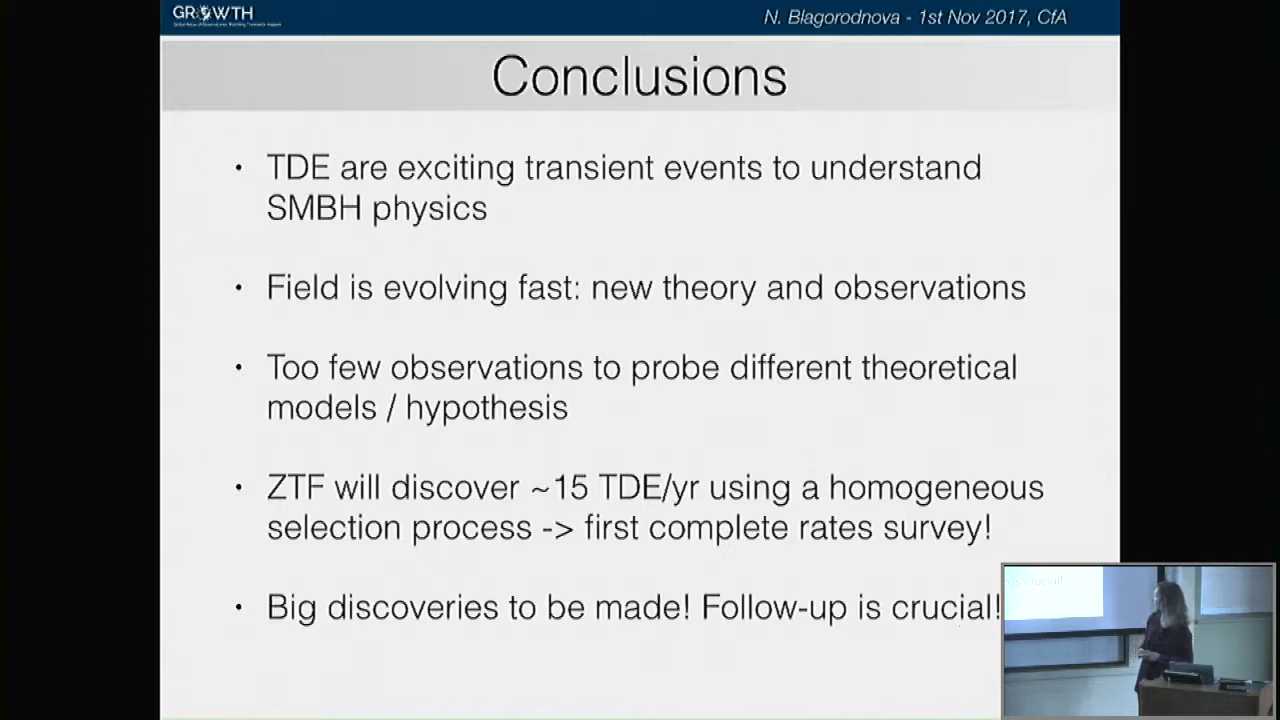 GROWTH
N. Blagorodnova - 1st Nov 2017, CfA
Conclusions
• TDE are exciting transient events to understand
SMBH physics
• Field is evolving fast: new theory and observations
• Too few observations to probe different theoretical
models / hypothesis
• ZTF will discover ~15 TDE/yr using a homogeneous
selection process -> first complete rates survey!
• Big discoveries to be made! Follow-up is crucial!
is crucial!